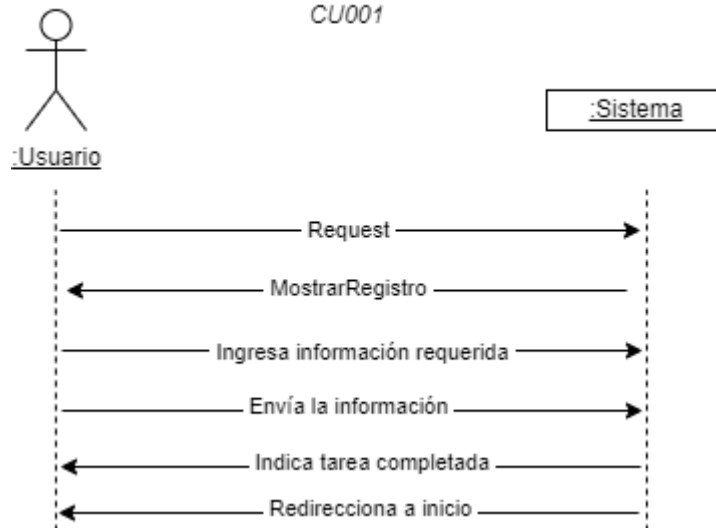 CU001
:Sistema
:Usuario
Request
MostrarRegistro
Ingresa información requerida
Envía la información
Indica tarea completada
Redirecciona a inicio